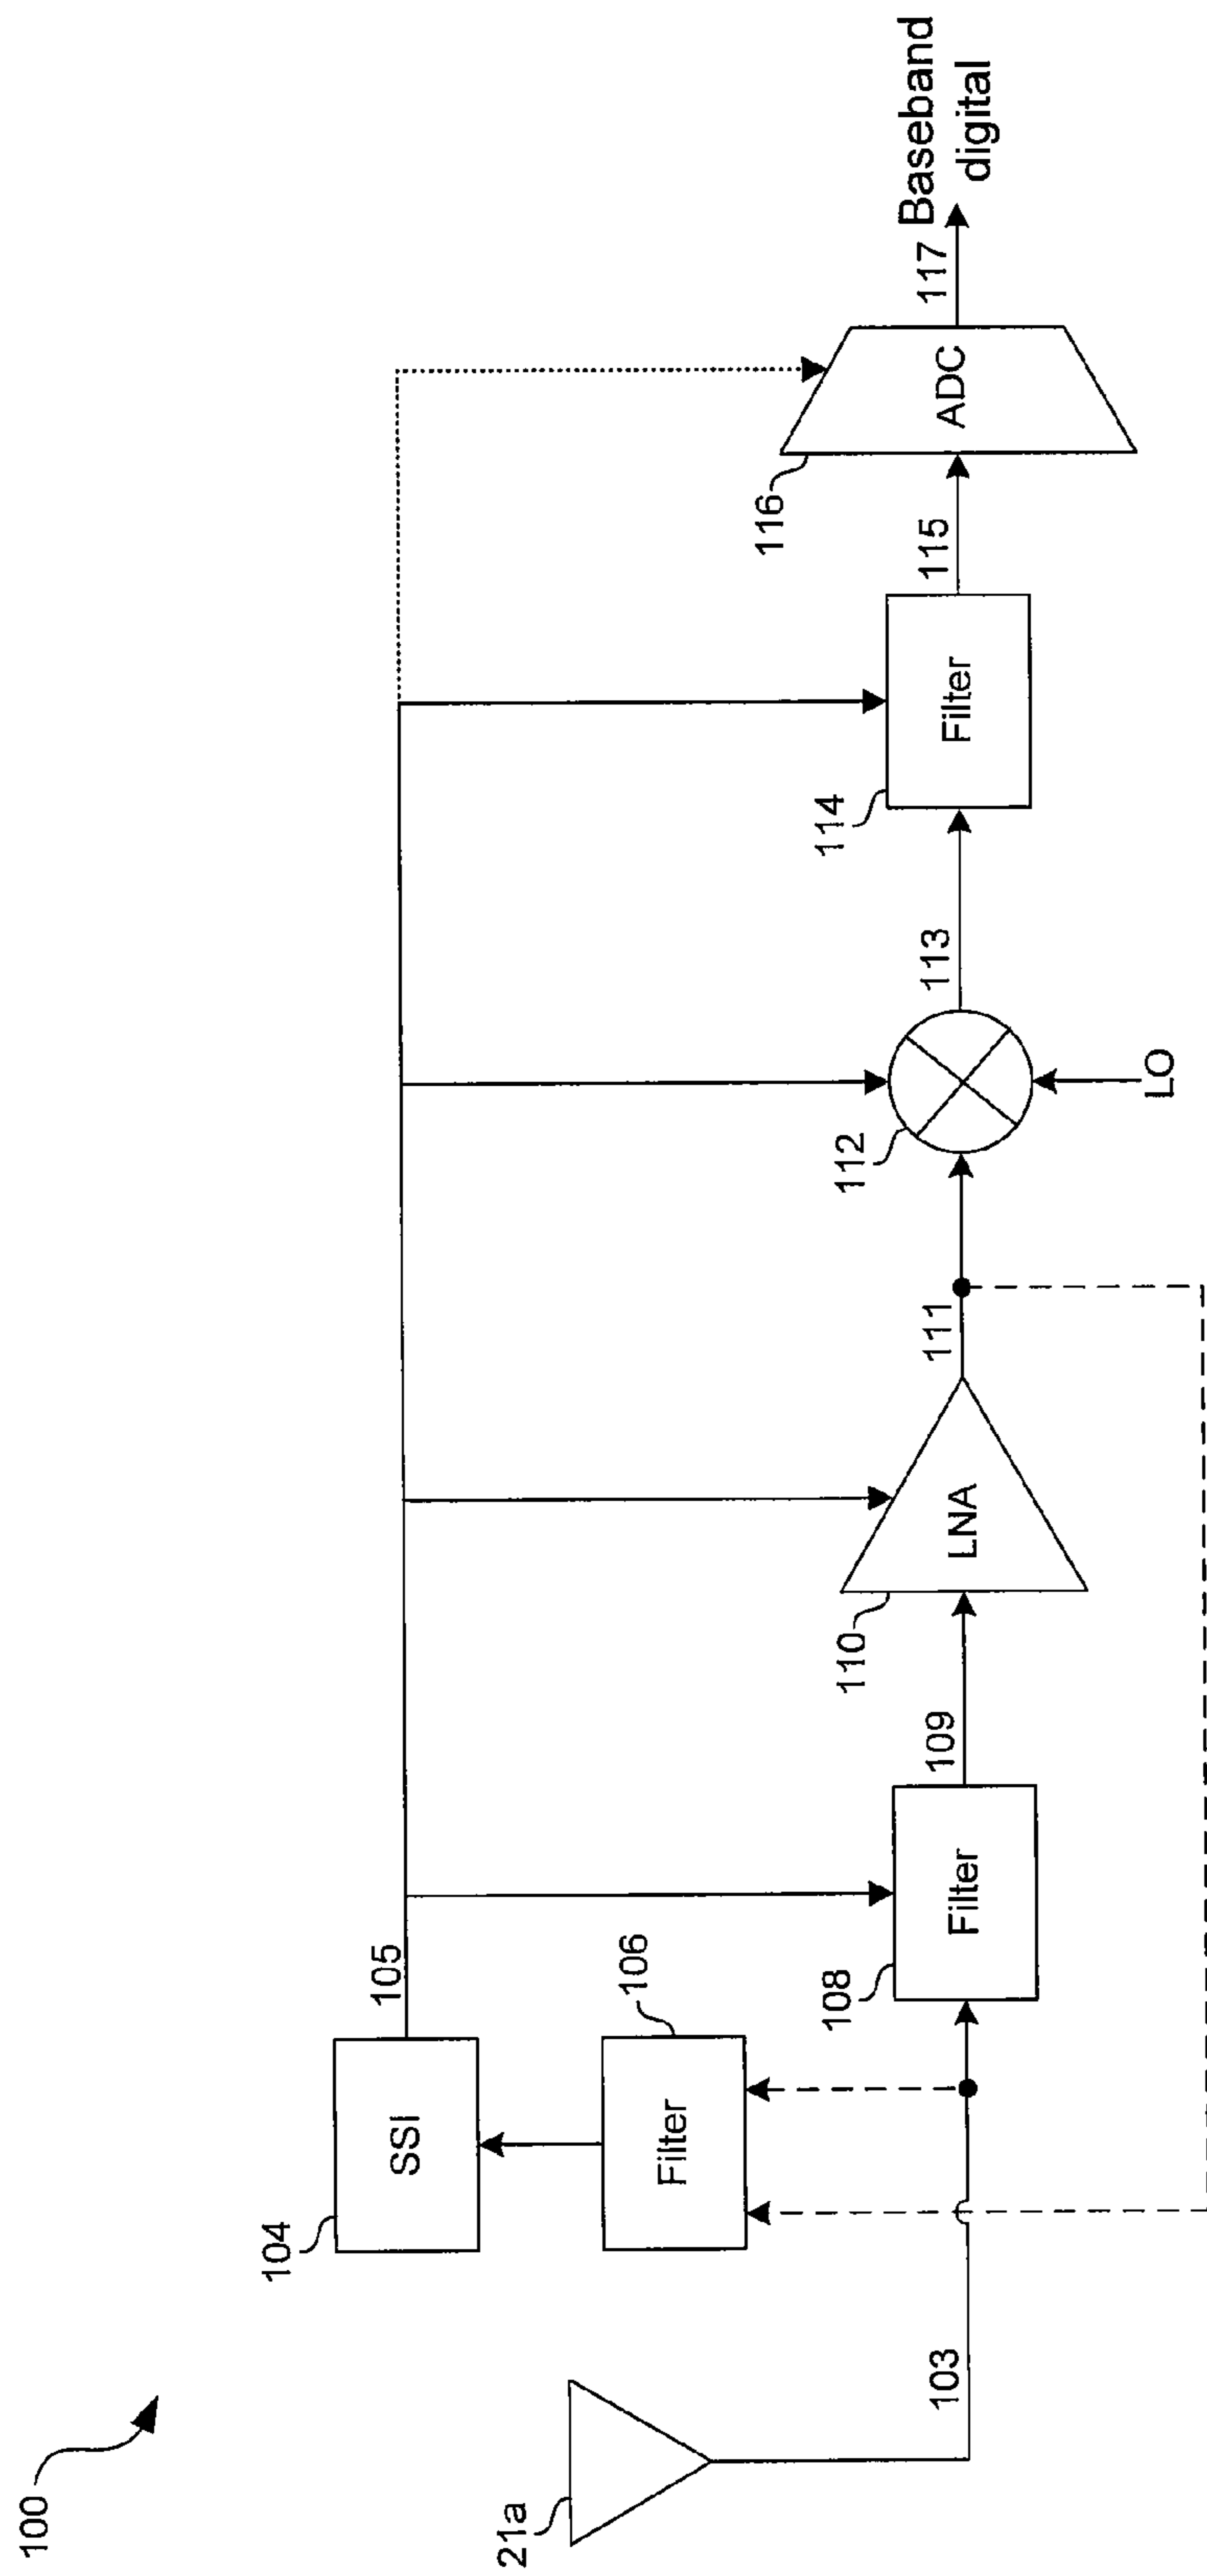 100
21a
104
SSI
105
106
Filter
103
108
Filter
109
110
LNA
111
112
LO
113
114
Filter
115
116
ADC
117
Baseband
digital